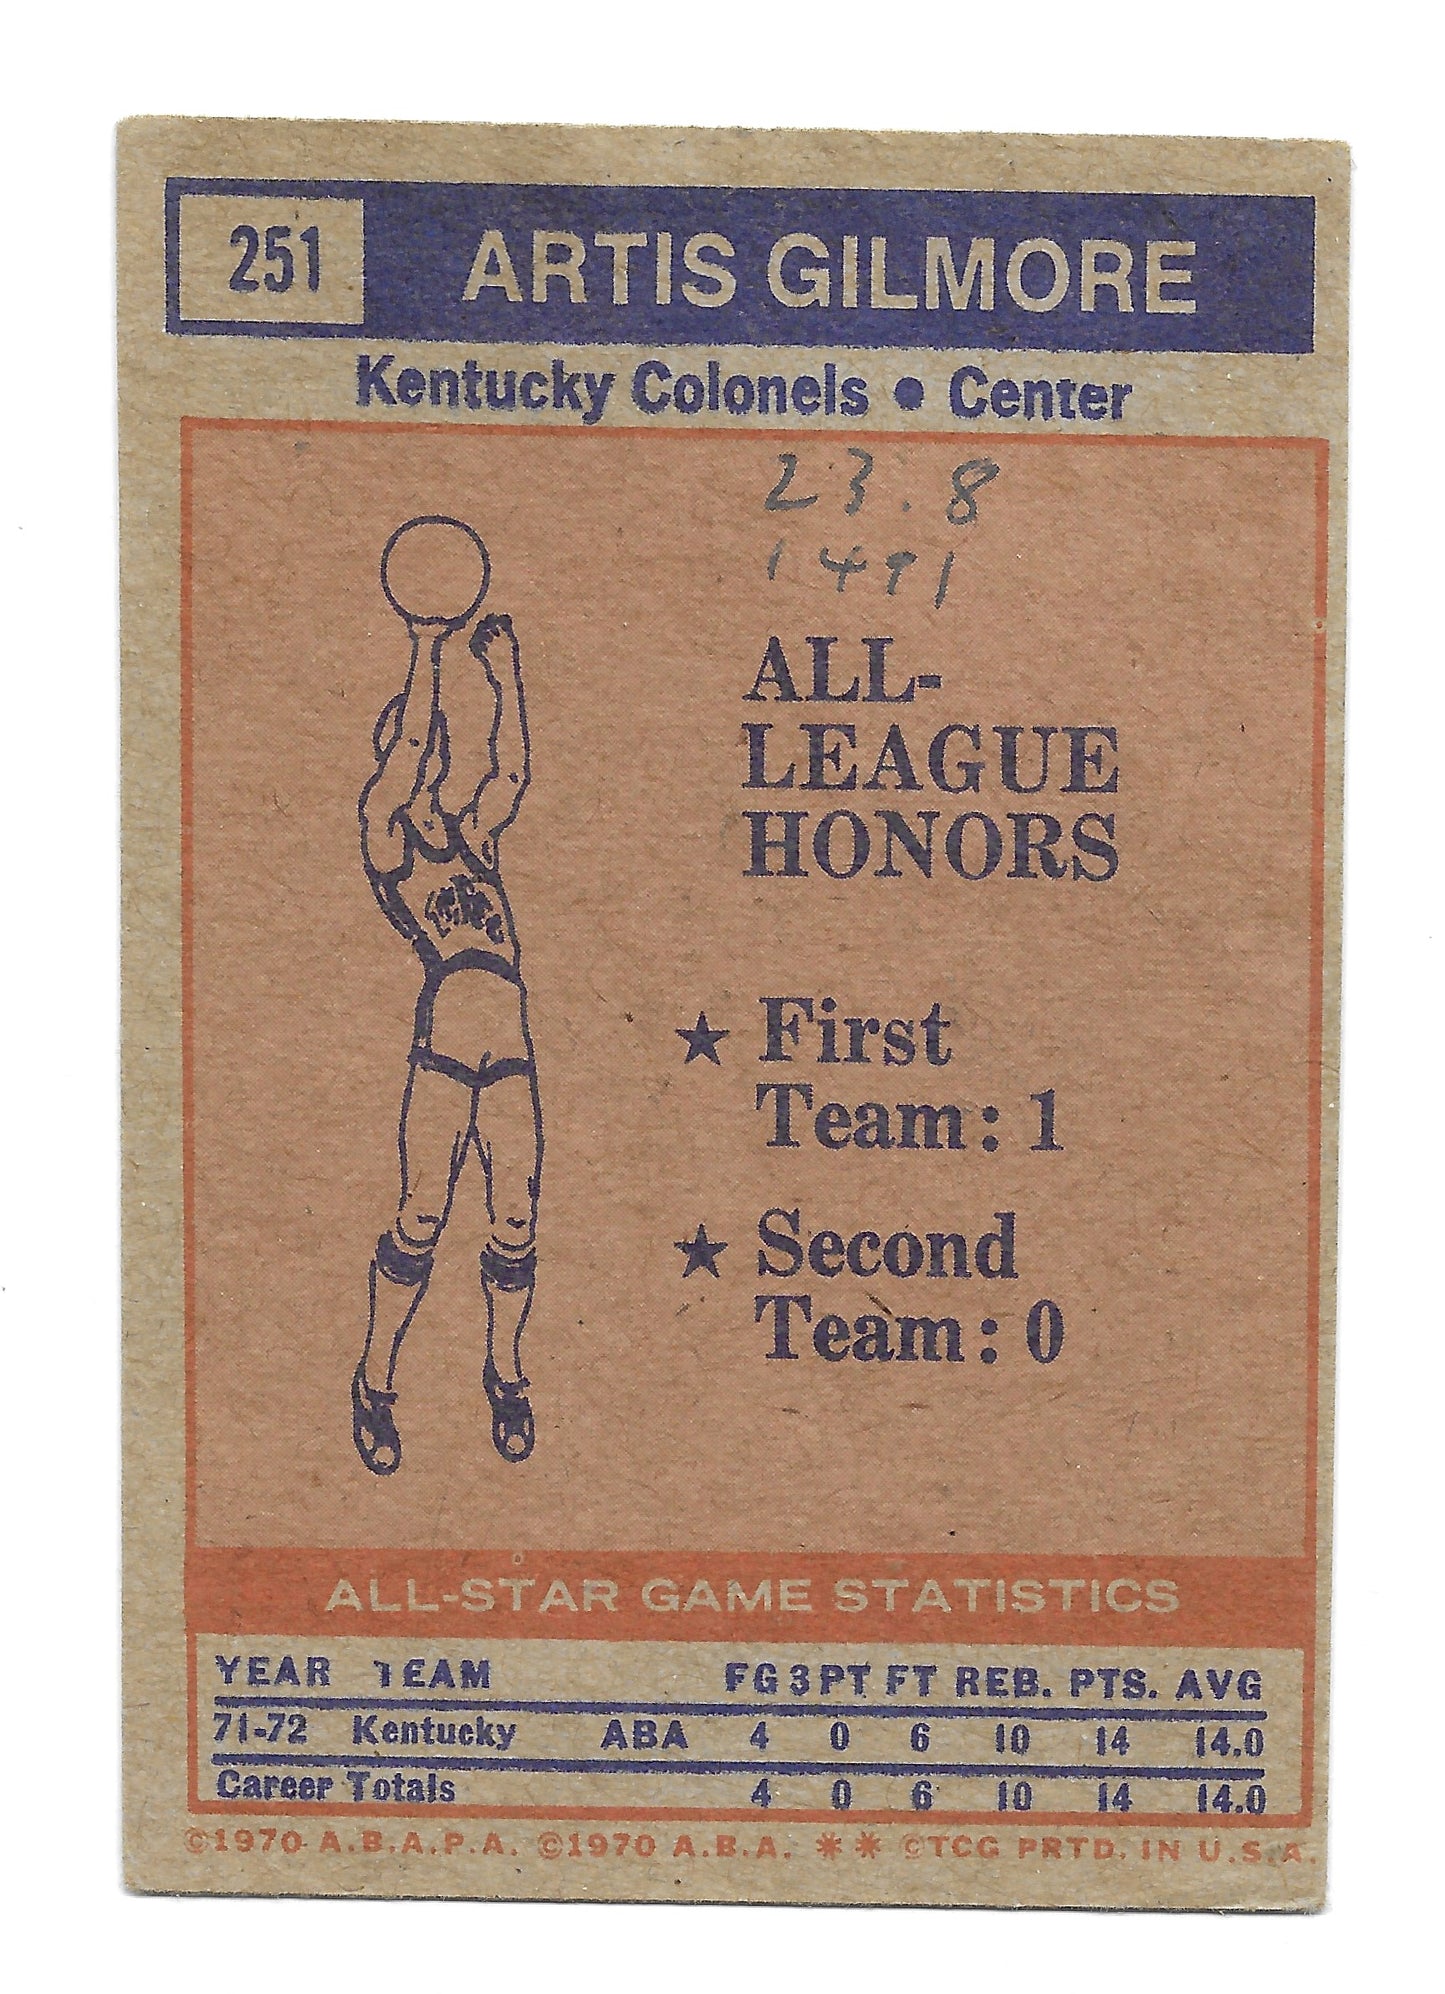 251 ARTIS GILMORE
Kentucky Colonels • Center
23.8
1491
ALL-
LEAGUE
HONORS
★ First
Team: 1
★ Second
Team: 0
ALL-STAR GAME STATISTICS
YEAR TEAM FG 3PT FT REB. PTS. AVG
71-72 Kentucky ABA 4 0 6 10 14 14.0
Career Totals 4 0 6 10 14 14.0
©1970 A.B.A.P.A. ©1970 A.B.A. ** ©TCG PRTD. IN U.S.A.